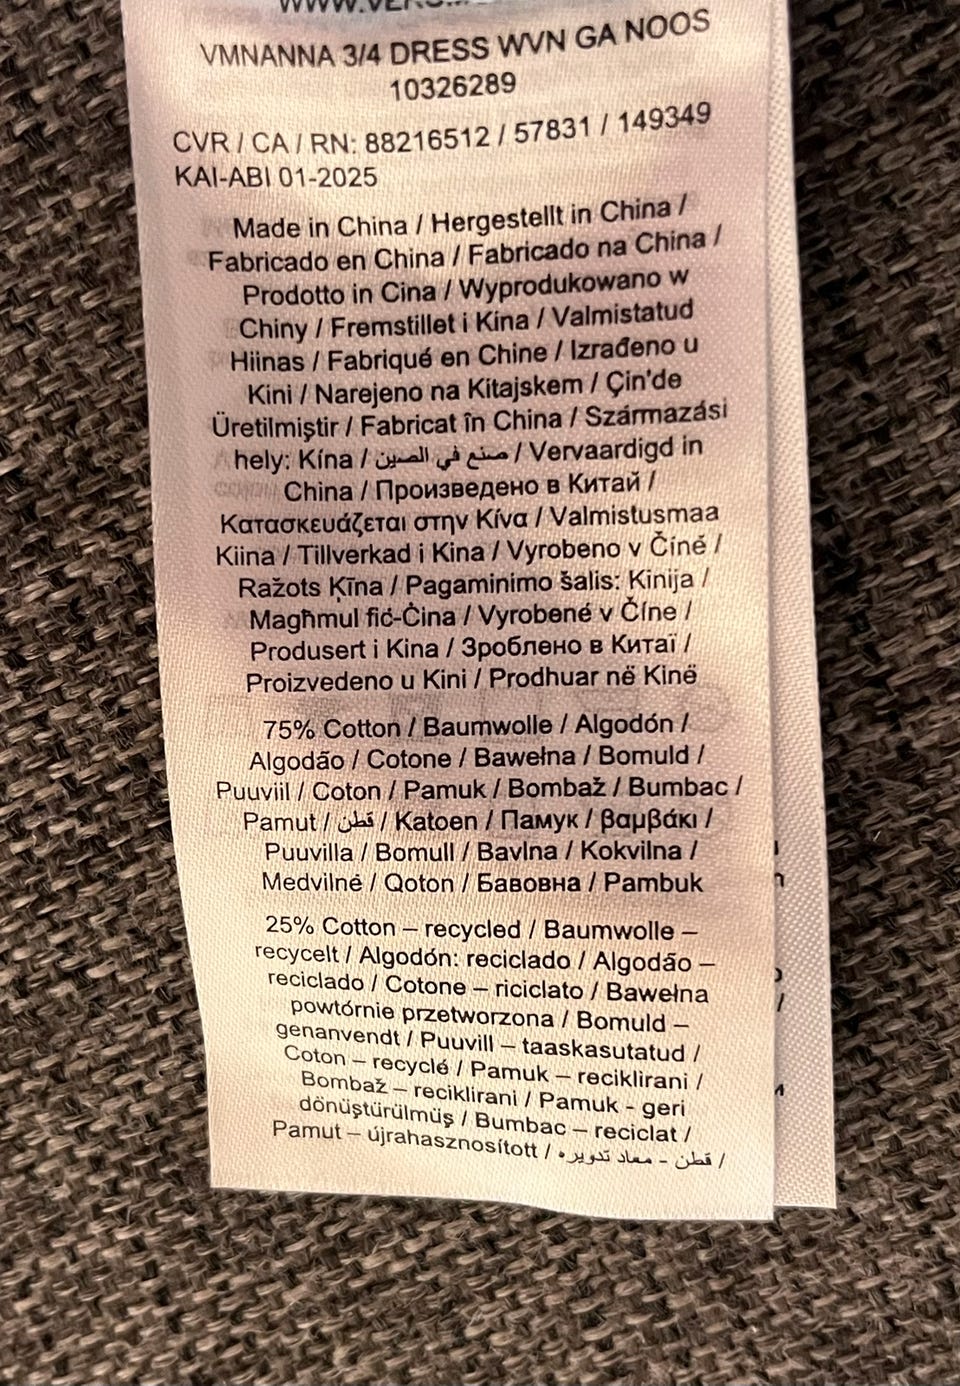 VMNANNA 3/4 DRESS WVN GA NOOS
10326289
CVR / CA / RN: 88216512 / 57831 / 149349
KAI-ABI 01-2025
Made in China / Hergestellt in China /
Fabricado en China / Fabricado na China /
Prodotto in Cina / Wyprodukowano w
Chiny / Fremstillet i Kina / Valmistatud
Hiinas / Fabriqué en Chine / Izrađeno u
Kini / Narejeno na Kitajskem / Çin'de
Üretilmiştir / Fabricat în China / Származási
hely: Kína / صنع في الصين / Vervaardigd in
China / Произведено в Китай /
Κατασκευάζεται στην Κίνα / Valmistusmaa
Kiina / Tillverkad i Kina / Vyrobeno v Číně /
Ražots Ķīna / Pagaminimo šalis: Kinija /
Magħmul fiċ-Ċina / Vyrobené v Číne /
Produsert i Kina / Зроблено в Китаї /
Proizvedeno u Kini / Prodhuar në Kinë
75% Cotton / Baumwolle / Algodón /
Algodão / Cotone / Bawełna / Bomuld /
Puuviil / Coton / Pamuk / Bombaž / Bumbac /
Pamut / قطن / Katoen / Памук / βαμβάκι /
Puuvilla / Bomull / Bavlna / Kokvilna /
Medvilnė / Qoton / Бавовна / Pambuk
25% Cotton – recycled / Baumwolle –
recycelt / Algodón: reciclado / Algodão –
reciclado / Cotone – riciclato / Bawełna
powtórnie przetworzona / Bomuld –
genanvendt / Puuvill – taaskasutatud /
Coton – recyclé / Pamuk – reciklirani /
Bombaž – reciklirani / Pamuk - geri
dönüştürülmüş / Bumbac – reciclat /
Pamut – újrahasznosított / قطن - معاد تدويره /